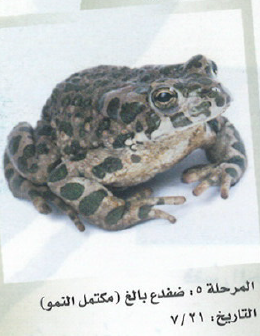 المرحلة ٥: ضفدع بالغ (مكتمل النمو)
التاريخ: ٧/٢١